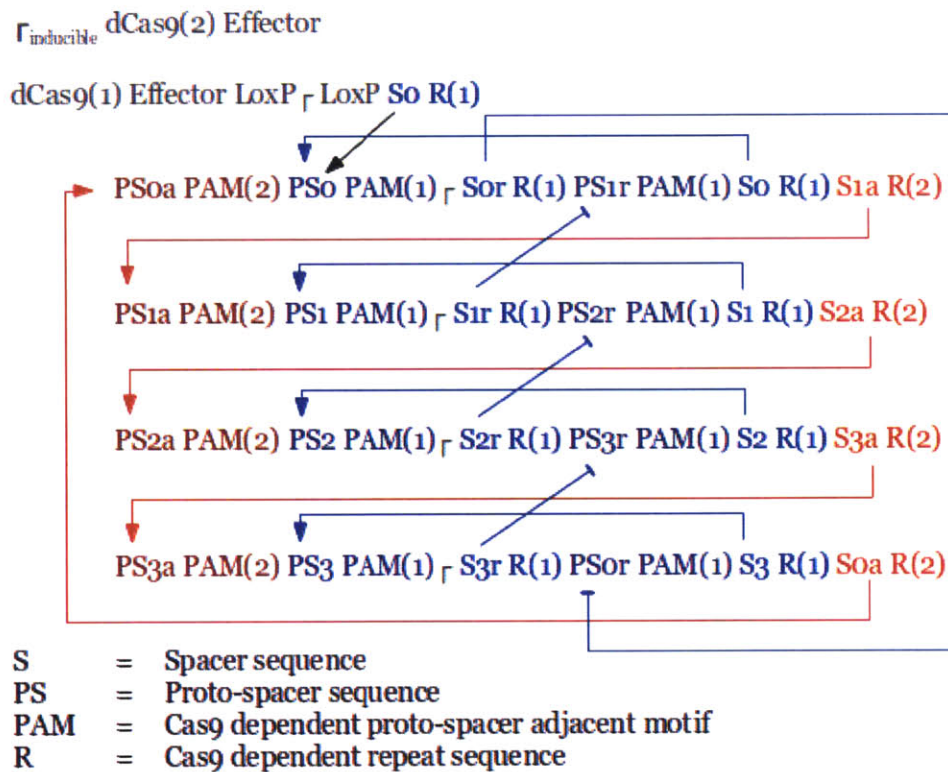 ┌inducible dCas9(2) Effector
dCas9(1) Effector LoxP ┌ LoxP S0 R(1)
PS0a PAM(2) PS0 PAM(1) ┌ S0r R(1) PS1r PAM(1) S0 R(1) S1a R(2)
PS1a PAM(2) PS1 PAM(1) ┌ S1r R(1) PS2r PAM(1) S1 R(1) S2a R(2)
PS2a PAM(2) PS2 PAM(1) ┌ S2r R(1) PS3r PAM(1) S2 R(1) S3a R(2)
PS3a PAM(2) PS3 PAM(1) ┌ S3r R(1) PS0r PAM(1) S3 R(1) S0a R(2)
S = Spacer sequence
PS = Proto-spacer sequence
PAM = Cas9 dependent proto-spacer adjacent motif
R = Cas9 dependent repeat sequence